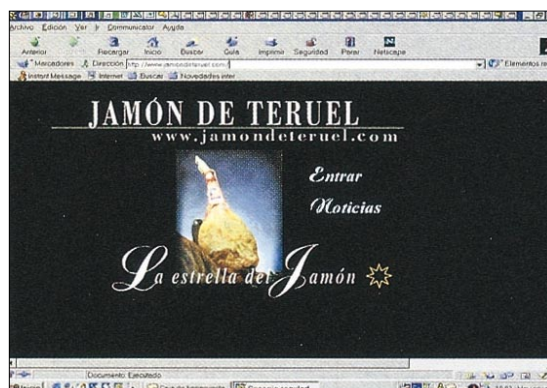 Archivo Edición Ver Ir Communicator Ayuda
Anterior Recargar Inicio Buscar Guía Imprimir Seguridad Parar Netscape
Marcadores Dirección http://www.jamondeteruel.com/ Elementos
Instant Message Internet Buscar Novedades
JAMÓN DE TERUEL
www.jamondeteruel.com
Entrar
Noticias
La estrella del Jamón
Documento: Ejecutado
Inicio